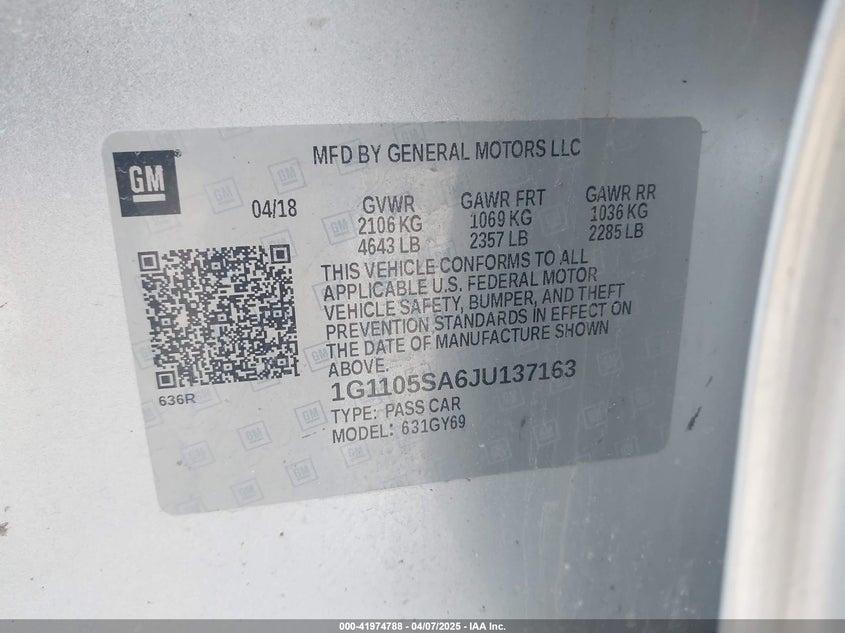 MFD BY GENERAL MOTORS LLC
GM
04/18
GVWR GAWR FRT GAWR RR
2106 KG 1069 KG 1036 KG
4643 LB 2357 LB 2285 LB
THIS VEHICLE CONFORMS TO ALL
APPLICABLE U.S. FEDERAL MOTOR
VEHICLE SAFETY, BUMPER, AND THEFT
PREVENTION STANDARDS IN EFFECT ON
THE DATE OF MANUFACTURE SHOWN
ABOVE.
636R
1G1105SA6JU137163
TYPE: PASS CAR
MODEL: 631GY69
000-41974788 - 04/07/2025 - IAA Inc.